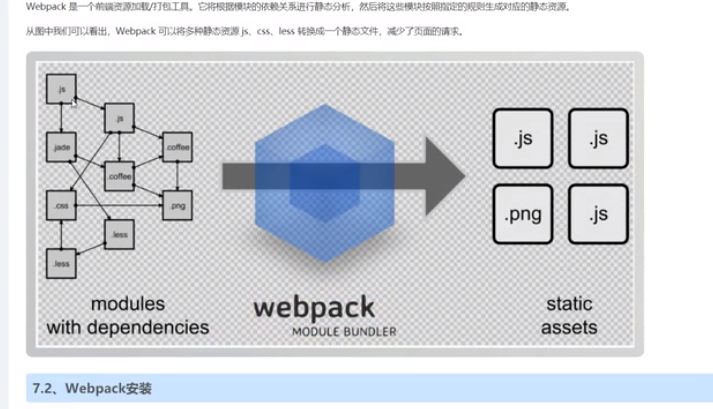 Webpack 是一个前端资源加载/打包工具。它将根据模块的依赖关系进行静态分析，然后将这些模块按照指定的规则生成对应的静态资源。
从图中我们可以看出，Webpack 可以将多种静态资源 js、css、less 转换成一个静态文件，减少了页面的请求。
.js
.js
.jade
.coffee
.coffee
.css
.png
.less
.less
.js
.js
.png
.js
modules
with dependencies
webpack
MODULE BUNDLER
static
assets
7.2、Webpack安装